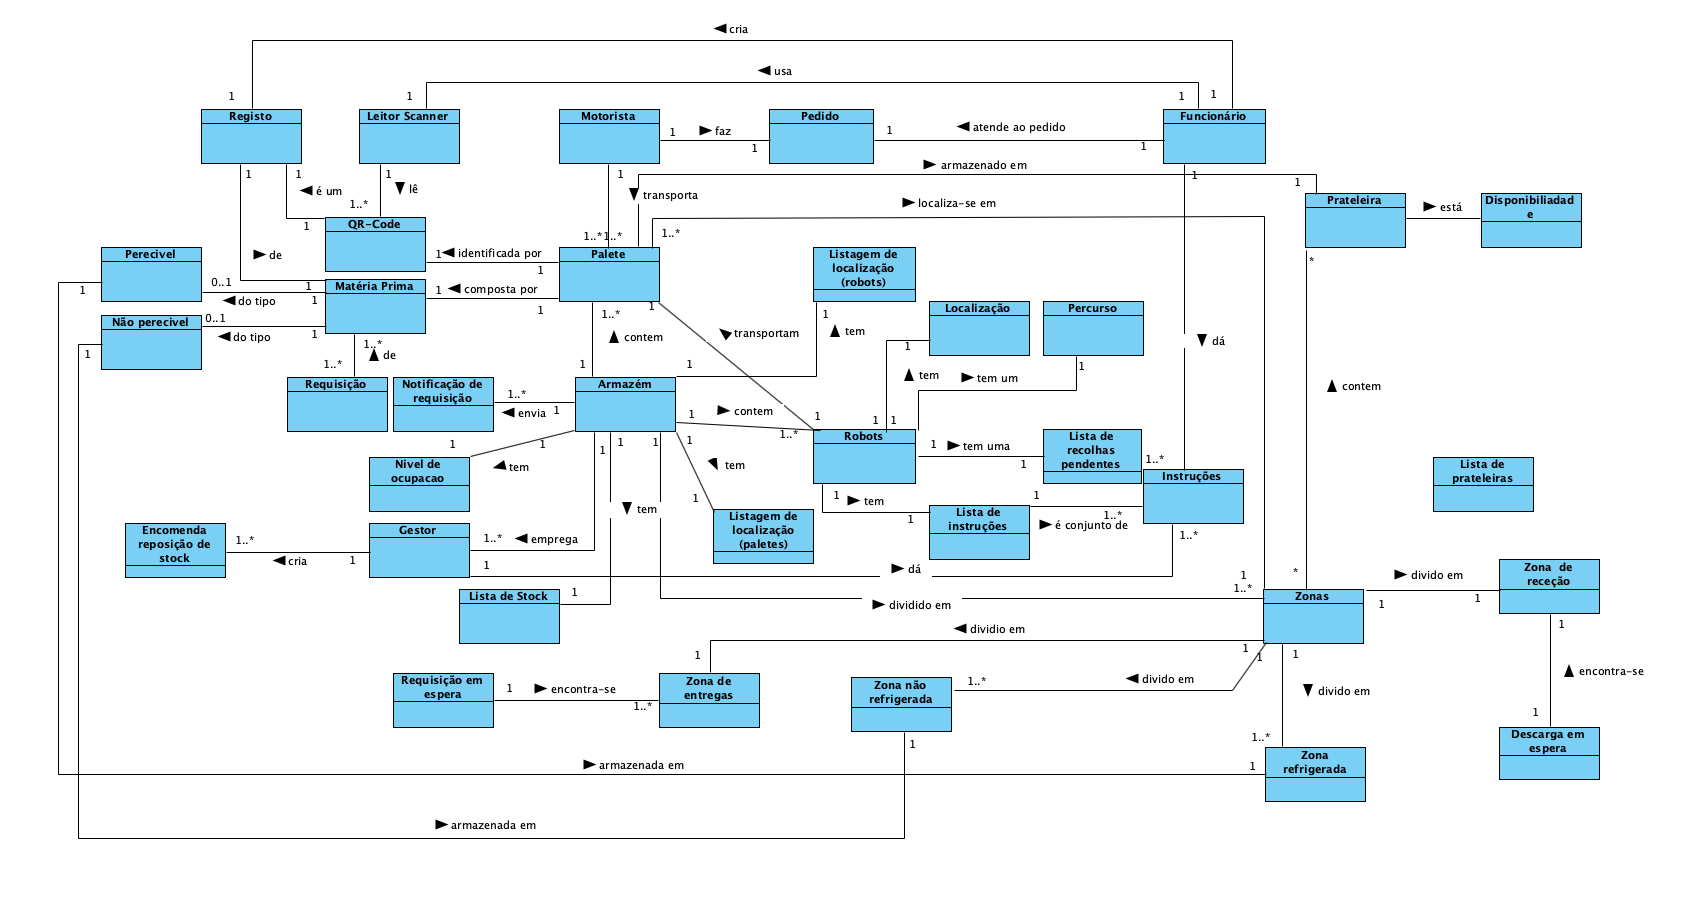 cria
usa
1
1
1
1
Registo
Leitor Scanner
Motorista
Pedido
Funcionário
1
faz
1
1
atende ao pedido
1
armazenado em
1
1
1
1
1
1
é um
lê
transporta
1..*
localiza-se em
Prateleira
está
Disponibiliadad
e
1
QR-Code
1..*
1..*
1..*
*
Perecivel
de
1
identificada por
1
Palete
Listagem de
localização
(robots)
1
0..1
do tipo
1
1
Matéria Prima
1
composta por
1
1
Localização
Percurso
Não perecivel
0..1
do tipo
1
1..*
1
transportam
tem
1
1
dá
1
1..*
de
contem
1..*
1
1
tem
tem um
1
contem
Requisição
Notificação de
requisição
1..*
envia
1
Armazém
1
contem
1..*
1
1
1
Robots
1
tem uma
1
Lista de
recolhas
pendentes
1..*
Instruções
1
Nivel de
ocupacao
tem
1
1
1
1
1
tem
1
Lista de
prateleiras
1
tem
1
Lista de
instruções
1
é conjunto de
1..*
1..*
Encomenda
reposição de
stock
1..*
cria
1
Gestor
1..*
emprega
tem
Listagem de
localização
(paletes)
1
dá
1
1..*
*
divido em
1
1
Zona de
receção
Lista de Stock
1
dividido em
Zonas
dividio em
1
1
1
1
1
Requisição em
espera
1
encontra-se
1..*
Zona de
entregas
Zona não
refrigerada
1..*
divido em
divido em
encontra-se
1
1..*
1
Descarga em
espera
armazenada em
1
Zona
refrigerada
armazenada em